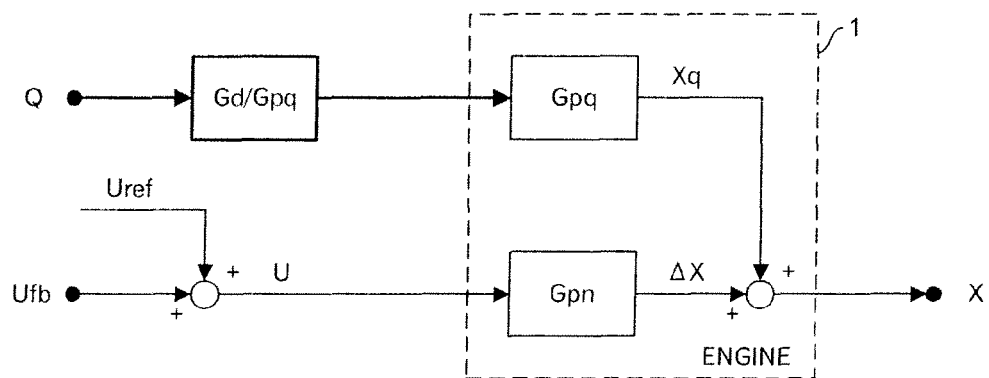 1
Q
Gd/Gpq
Gpq
Xq
Uref
+
U
ΔX
+
Ufb
+
Gpn
+
X
ENGINE